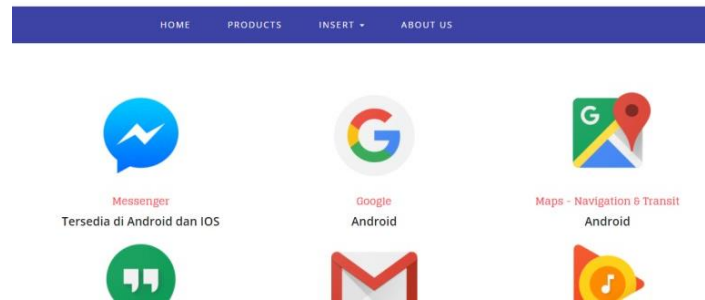 HOME PRODUCTS INSERT ABOUT US
G
G
Messenger Google Maps - Navigation & Transit
Tersedia di Android dan IOS Android Android